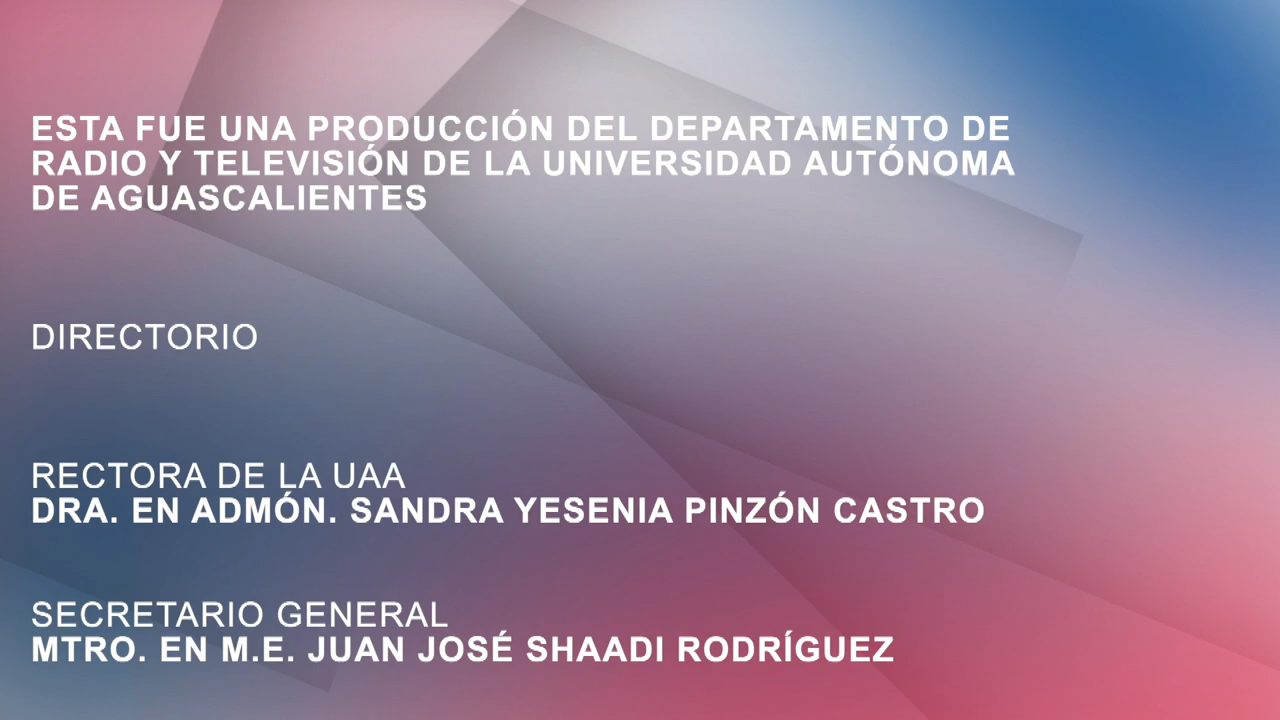 ESTA FUE UNA PRODUCCIÓN DEL DEPARTAMENTO DE
RADIO Y TELEVISIÓN DE LA UNIVERSIDAD AUTÓNOMA
DE AGUASCALIENTES
DIRECTORIO
RECTORA DE LA UAA
DRA. EN ADMÓN. SANDRA YESENIA PINZÓN CASTRO
SECRETARIO GENERAL
MTRO. EN M.E. JUAN JOSÉ SHAADI RODRÍGUEZ